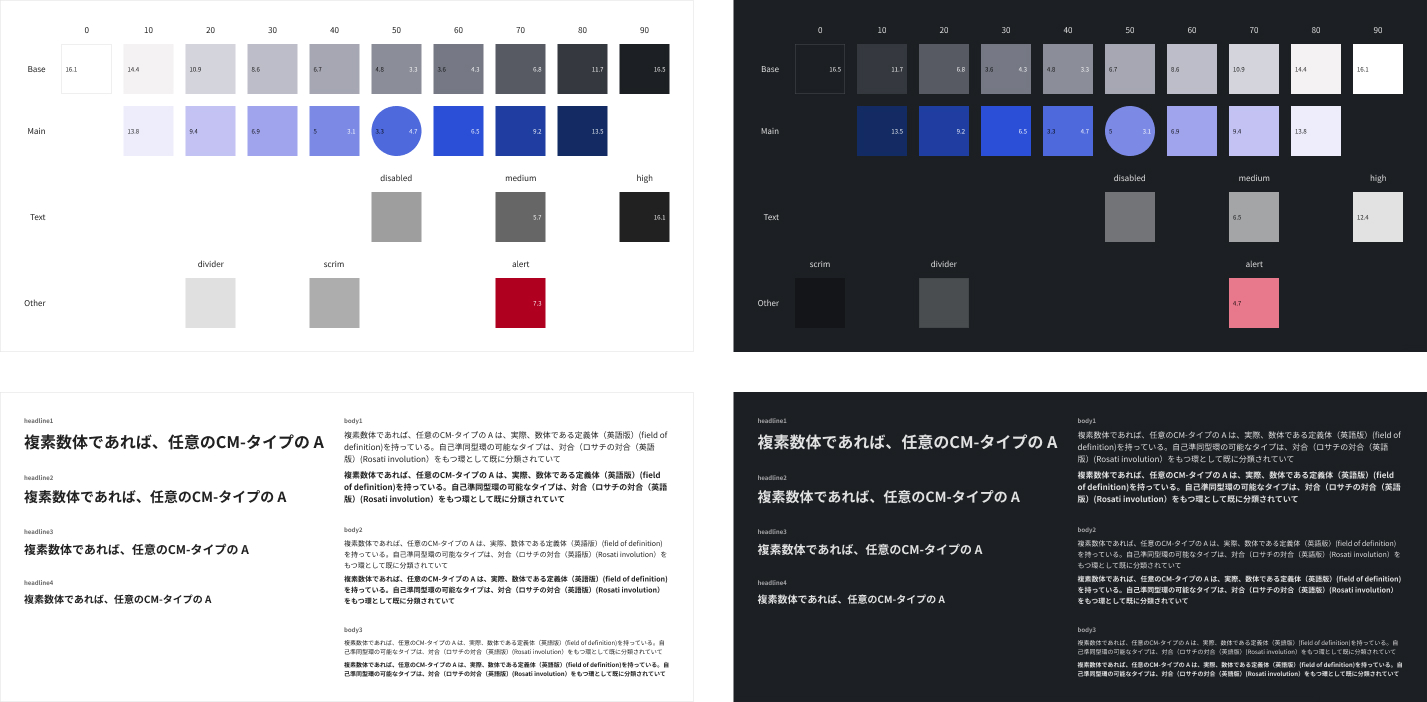 0 10 20 30 40 50 60 70 80 90
Base 16.1 14.4 10.9 8.6 6.7 4.8 3.3 3.6 4.3 6.8 11.7 16.5
Main 13.8 9.4 6.9 5 3.1 3.3 4.7 6.5 9.2 13.5
disabled medium high
Text 5.7 16.1
divider scrim alert
Other 7.3
0 10 20 30 40 50 60 70 80 90
Base 16.5 11.7 6.8 3.6 4.3 4.8 3.3 6.7 8.6 10.9 14.4 16.1
Main 13.5 9.2 6.5 3.3 4.7 5 3.1 6.9 9.4 13.8
disabled medium high
Text 6.5 12.4
scrim divider alert
Other 4.7
headline1
複素数体であれば、任意のCM-タイプの A
headline2
複素数体であれば、任意のCM-タイプの A
headline3
複素数体であれば、任意のCM-タイプの A
headline4
複素数体であれば、任意のCM-タイプの A
body1
複素数体であれば、任意のCM-タイプの A は、実際、数体である定義体（英語版）(field of
definition)を持っている。自己準同型環の可能なタイプは、対合（ロサチの対合（英語
版）(Rosati involution）をもつ環として既に分類されていて
複素数体であれば、任意のCM-タイプの A は、実際、数体である定義体（英語版）(field
of definition)を持っている。自己準同型環の可能なタイプは、対合（ロサチの対合（英語
版）(Rosati involution）をもつ環として既に分類されていて
body2
複素数体であれば、任意のCM-タイプの A は、実際、数体である定義体（英語版）(field of definition)
を持っている。自己準同型環の可能なタイプは、対合（ロサチの対合（英語版）(Rosati involution）を
もつ環として既に分類されていて
複素数体であれば、任意のCM-タイプの A は、実際、数体である定義体（英語版）(field of definition)
を持っている。自己準同型環の可能なタイプは、対合（ロサチの対合（英語版）(Rosati involution）
をもつ環として既に分類されていて
body3
複素数体であれば、任意のCM-タイプの A は、実際、数体である定義体（英語版）(field of definition)を持っている。自
己準同型環の可能なタイプは、対合（ロサチの対合（英語版）(Rosati involution）をもつ環として既に分類されていて
複素数体であれば、任意のCM-タイプの A は、実際、数体である定義体（英語版）(field of definition)を持っている。自
己準同型環の可能なタイプは、対合（ロサチの対合（英語版）(Rosati involution）をもつ環として既に分類されていて
headline1
複素数体であれば、任意のCM-タイプの A
headline2
複素数体であれば、任意のCM-タイプの A
headline3
複素数体であれば、任意のCM-タイプの A
headline4
複素数体であれば、任意のCM-タイプの A
body1
複素数体であれば、任意のCM-タイプの A は、実際、数体である定義体（英語版）(field of
definition)を持っている。自己準同型環の可能なタイプは、対合（ロサチの対合（英語
版）(Rosati involution）をもつ環として既に分類されていて
複素数体であれば、任意のCM-タイプの A は、実際、数体である定義体（英語版）(field
of definition)を持っている。自己準同型環の可能なタイプは、対合（ロサチの対合（英語
版）(Rosati involution）をもつ環として既に分類されていて
body2
複素数体であれば、任意のCM-タイプの A は、実際、数体である定義体（英語版）(field of definition)
を持っている。自己準同型環の可能なタイプは、対合（ロサチの対合（英語版）(Rosati involution）を
もつ環として既に分類されていて
複素数体であれば、任意のCM-タイプの A は、実際、数体である定義体（英語版）(field of definition)
を持っている。自己準同型環の可能なタイプは、対合（ロサチの対合（英語版）(Rosati involution）
をもつ環として既に分類されていて
body3
複素数体であれば、任意のCM-タイプの A は、実際、数体である定義体（英語版）(field of definition)を持っている。自
己準同型環の可能なタイプは、対合（ロサチの対合（英語版）(Rosati involution）をもつ環として既に分類されていて
複素数体であれば、任意のCM-タイプの A は、実際、数体である定義体（英語版）(field of definition)を持っている。自
己準同型環の可能なタイプは、対合（ロサチの対合（英語版）(Rosati involution）をもつ環として既に分類されていて